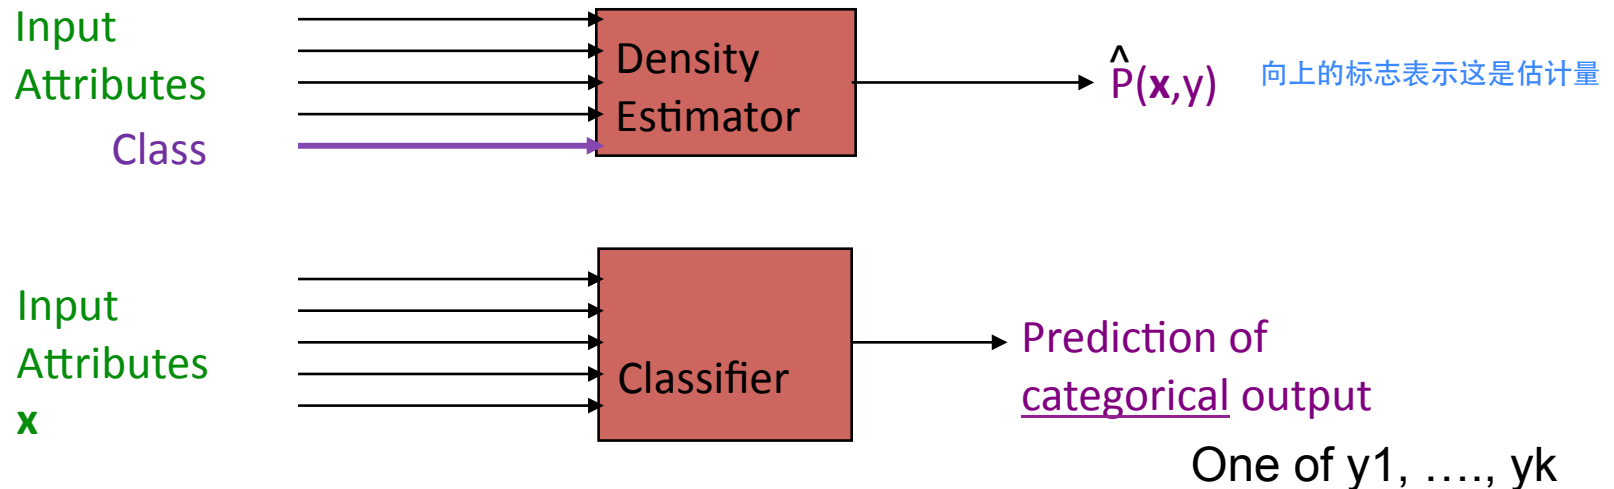 Input
Attributes
Class
Density
Estimator
^
P(x,y)
向上的标志表示这是估计量
Input
Attributes
x
Classifier
Prediction of
categorical output
One of y1, …., yk